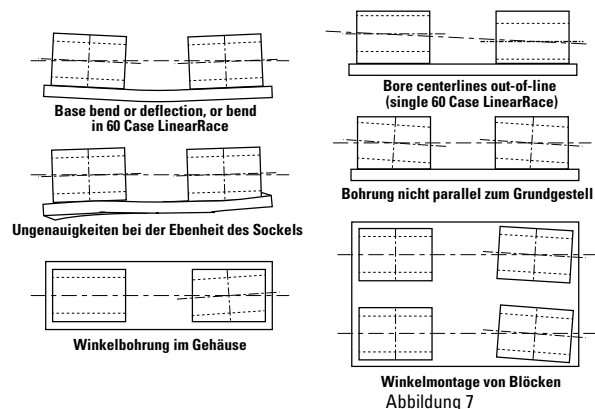 Base bend or deflection, or bend
in 60 Case LinearRace
Ungenauigkeiten bei der Ebenheit des Sockels
Winkelbohrung im Gehäuse
Bore centerlines out-of-line
(single 60 Case LinearRace)
Bohrung nicht parallel zum Grundgestell
Winkelmontage von Blöcken
Abbildung 7